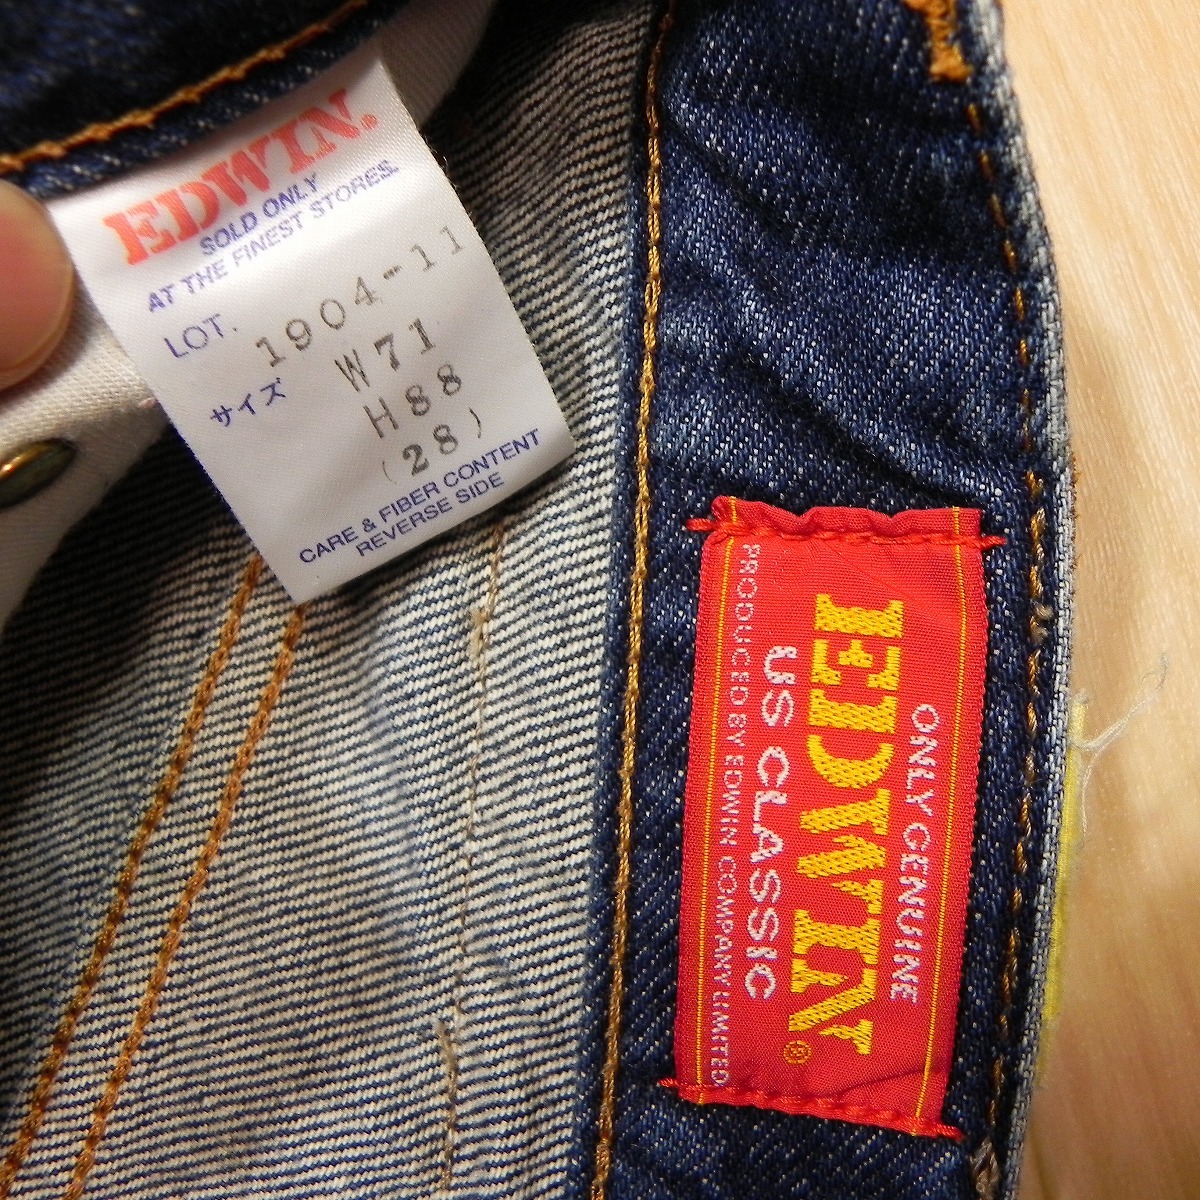 EDWIN.
SOLD ONLY
AT THE FINEST STORES.
LOT. 1904-11
サイズ W71
H88
(28)
CARE & FIBER CONTENT
REVERSE SIDE
ONLY GENUINE
EDWIN®
US CLASSIC
PRODUCED BY EDWIN COMPANY LIMITED